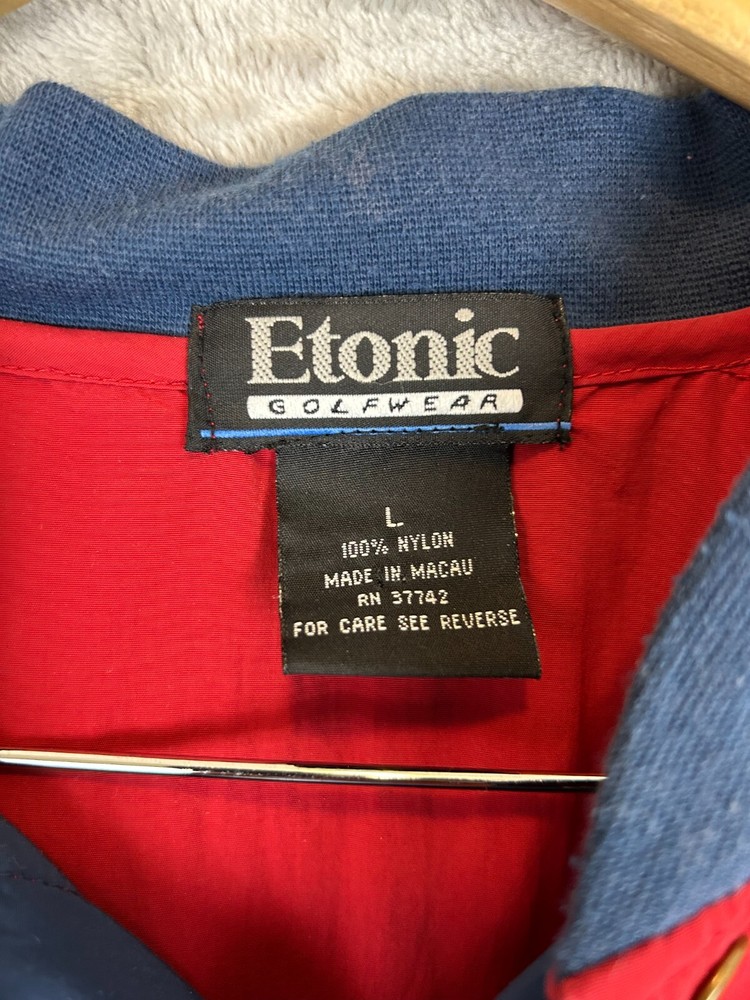 Etonic
GOLFWEAR
L
100% NYLON
MADE IN MACAU
RN 37742
FOR CARE SEE REVERSE